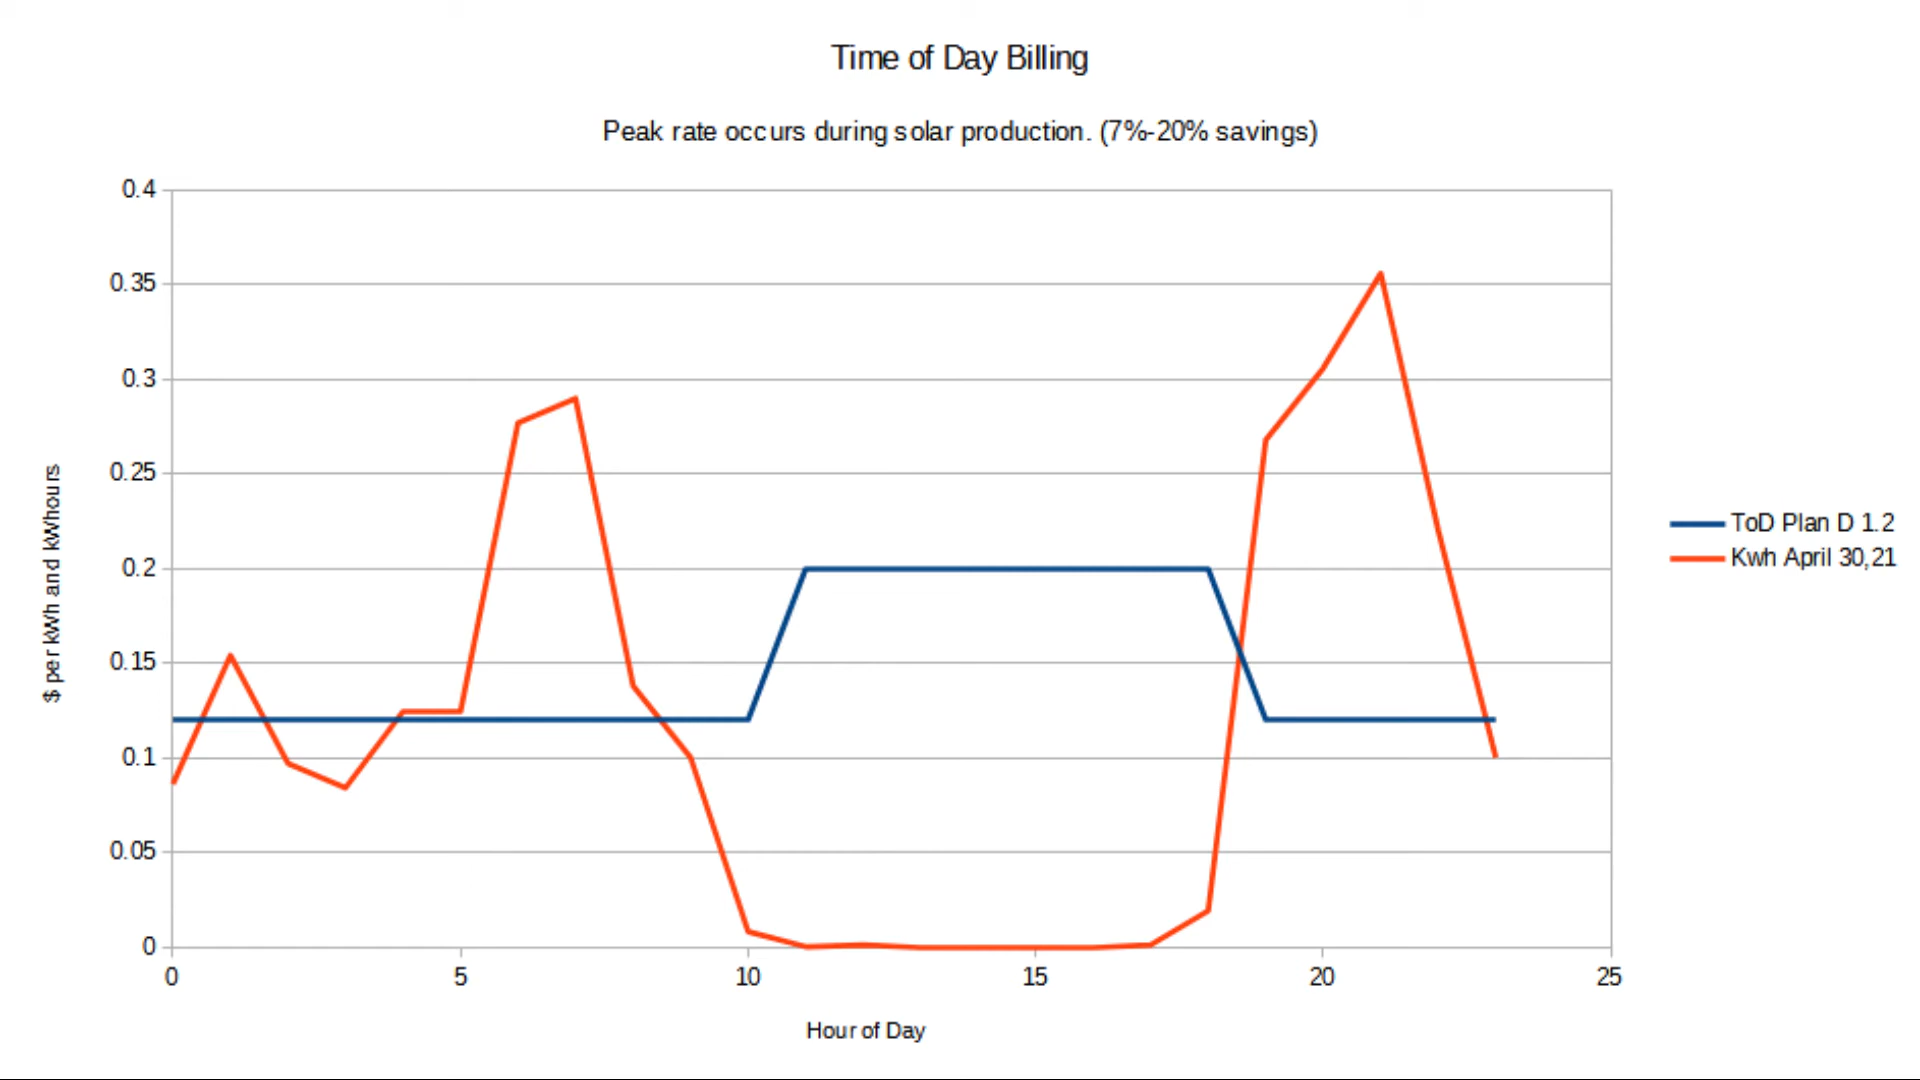 Time of Day Billing
Peak rate occurs during solar production. (7%-20% savings)
0.4
0.35
0.3
0.25
0.2
0.15
0.1
0.05
0
$ per kWh and kWhours
0 5 10 15 20 25
Hour of Day
ToD Plan D 1.2
Kwh April 30,21